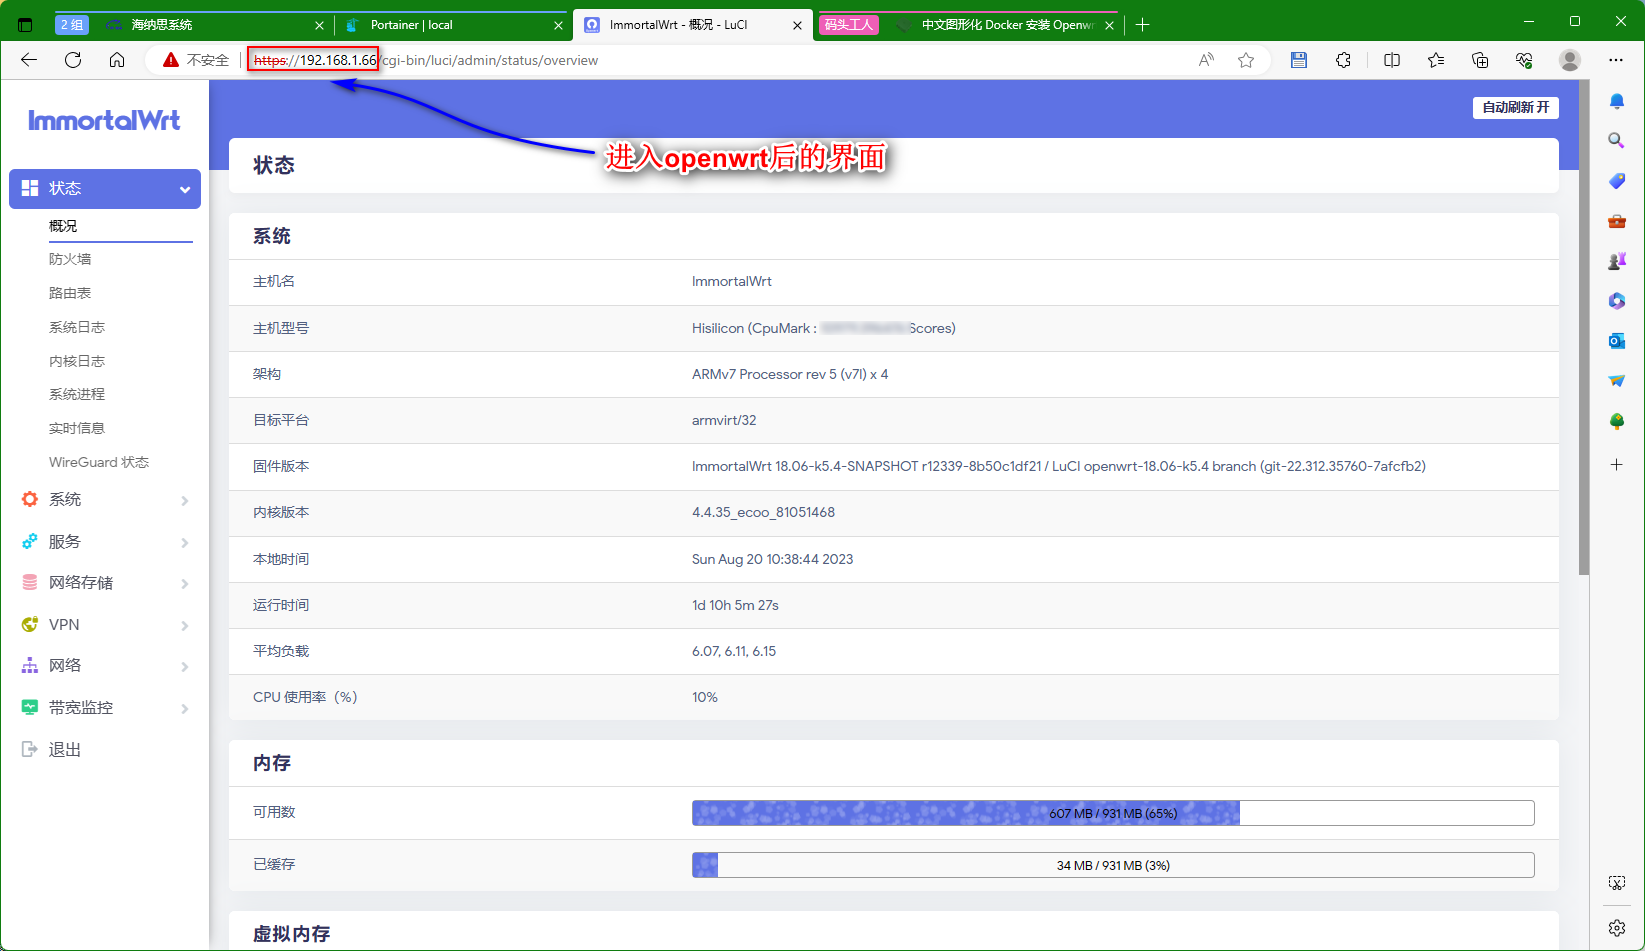 2 组
海纳思系统
Portainer | local
ImmortalWrt - 概况 - LuCI
码头工人
中文图形化 Docker 安装 Openwr
不安全
https://192.168.1.66/cgi-bin/luci/admin/status/overview
ImmortalWrt
自动刷新 开
进入openwrt后的界面
状态
概况
防火墙
路由表
系统日志
内核日志
系统进程
实时信息
WireGuard 状态
系统
服务
网络存储
VPN
网络
带宽监控
退出
状态
系统
主机名 ImmortalWrt
主机型号 Hisilicon (CpuMark : Scores)
架构 ARMv7 Processor rev 5 (v7l) x 4
目标平台 armvirt/32
固件版本 ImmortalWrt 18.06-k5.4-SNAPSHOT r12339-8b50c1df21 / LuCI openwrt-18.06-k5.4 branch (git-22.312.35760-7afcfb2)
内核版本 4.4.35_ecoo_81051468
本地时间 Sun Aug 20 10:38:44 2023
运行时间 1d 10h 5m 27s
平均负载 6.07, 6.11, 6.15
CPU 使用率（%） 10%
内存
可用数 607 MB / 931 MB (65%)
已缓存 34 MB / 931 MB (3%)
虚拟内存